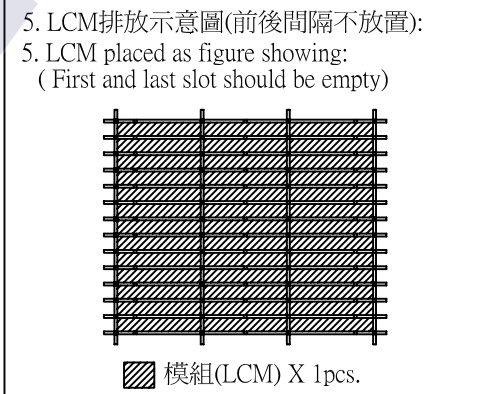 5. LCM排放示意圖(前後間隔不放置):
5. LCM placed as figure showing:
( First and last slot should be empty)
模組(LCM) X 1pcs.